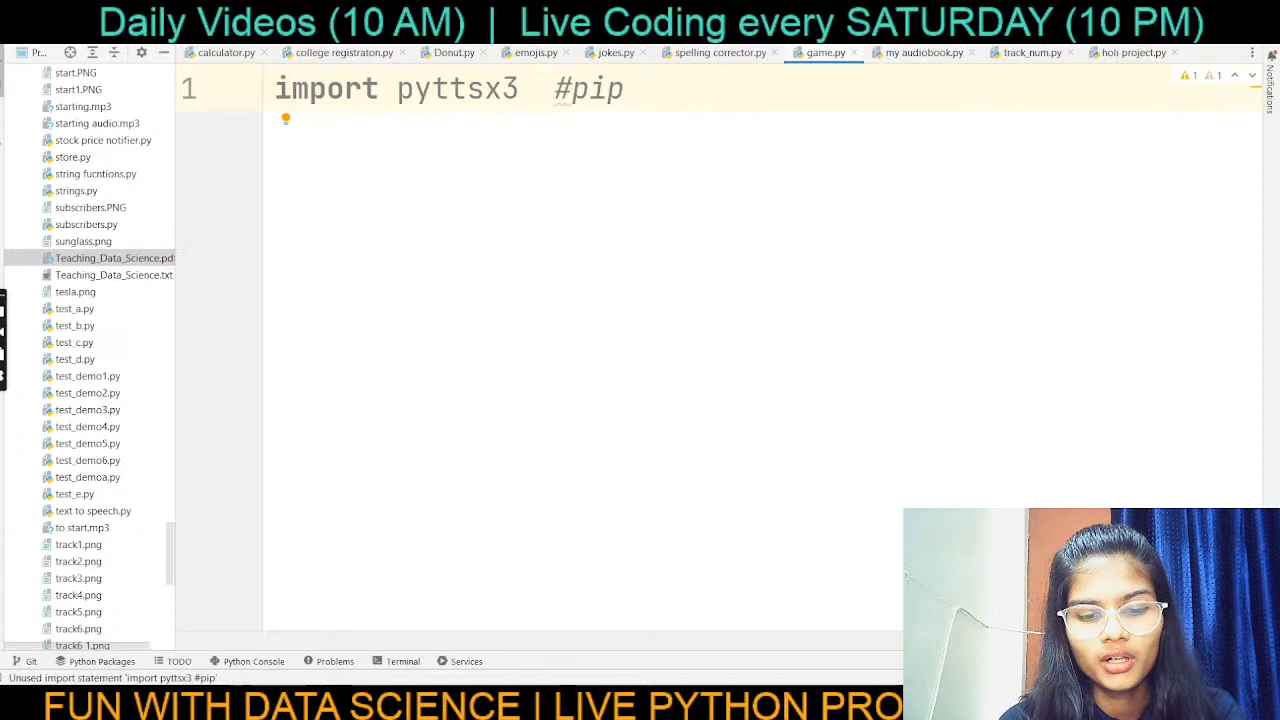 Daily Videos (10 AM) | Live Coding every SATURDAY (10 PM)
Pr...
calculator.py
college registraton.py
Donut.py
emojis.py
jokes.py
spelling corrector.py
game.py
my audiobook.py
track_num.py
holi project.py
1 import pyttsx3 #pip
1 1
Notifications
start.PNG
start1.PNG
starting.mp3
starting audio.mp3
stock price notifier.py
store.py
string fucntions.py
strings.py
subscribers.PNG
subscribers.py
sunglass.png
Teaching_Data_Science.pd
Teaching_Data_Science.txt
tesla.png
test_a.py
test_b.py
test_c.py
test_d.py
test_demo1.py
test_demo2.py
test_demo3.py
test_demo4.py
test_demo5.py
test_demo6.py
test_demoa.py
test_e.py
text to speech.py
to start.mp3
track1.png
track2.png
track3.png
track4.png
track5.png
track6.png
track6 1.png
Git
Python Packages
TODO
Python Console
Problems
Terminal
Services
Unused import statement 'import pyttsx3 #pip'
FUN WITH DATA SCIENCE | LIVE PYTHON PRO